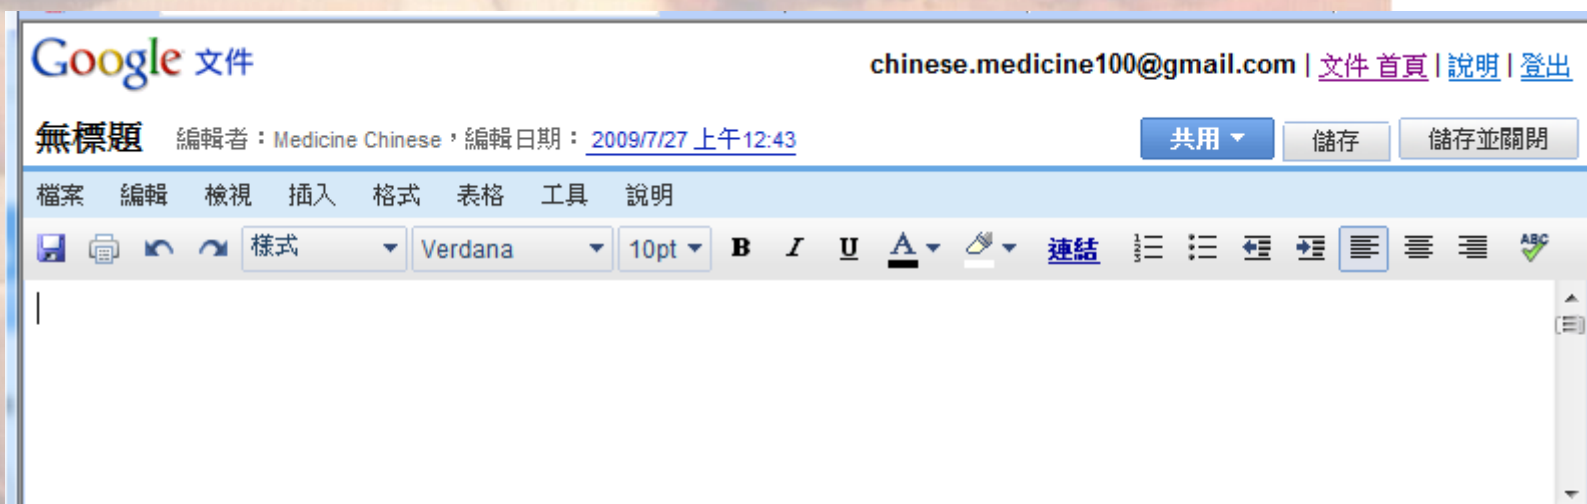 Google 文件
chinese.medicine100@gmail.com | 文件 首頁 | 說明 | 登出
無標題 編輯者：Medicine Chinese，編輯日期： 2009/7/27 上午12:43 共用 儲存 儲存並關閉
檔案 編輯 檢視 插入 格式 表格 工具 說明
樣式 Verdana 10pt B I U A 連結 ABC